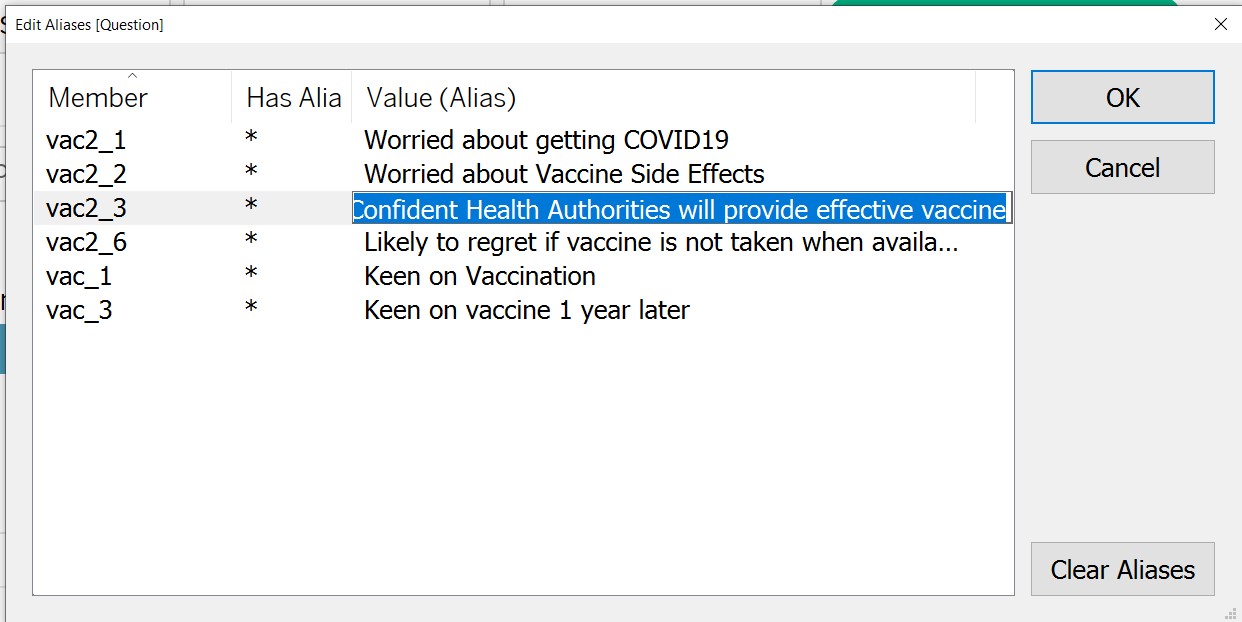 Edit Aliases [Question]
Member Has Alia Value (Alias)
vac2_1 * Worried about getting COVID19
vac2_2 * Worried about Vaccine Side Effects
vac2_3 * Confident Health Authorities will provide effective vaccine
vac2_6 * Likely to regret if vaccine is not taken when availa...
vac_1 * Keen on Vaccination
vac_3 * Keen on vaccine 1 year later
OK
Cancel
Clear Aliases